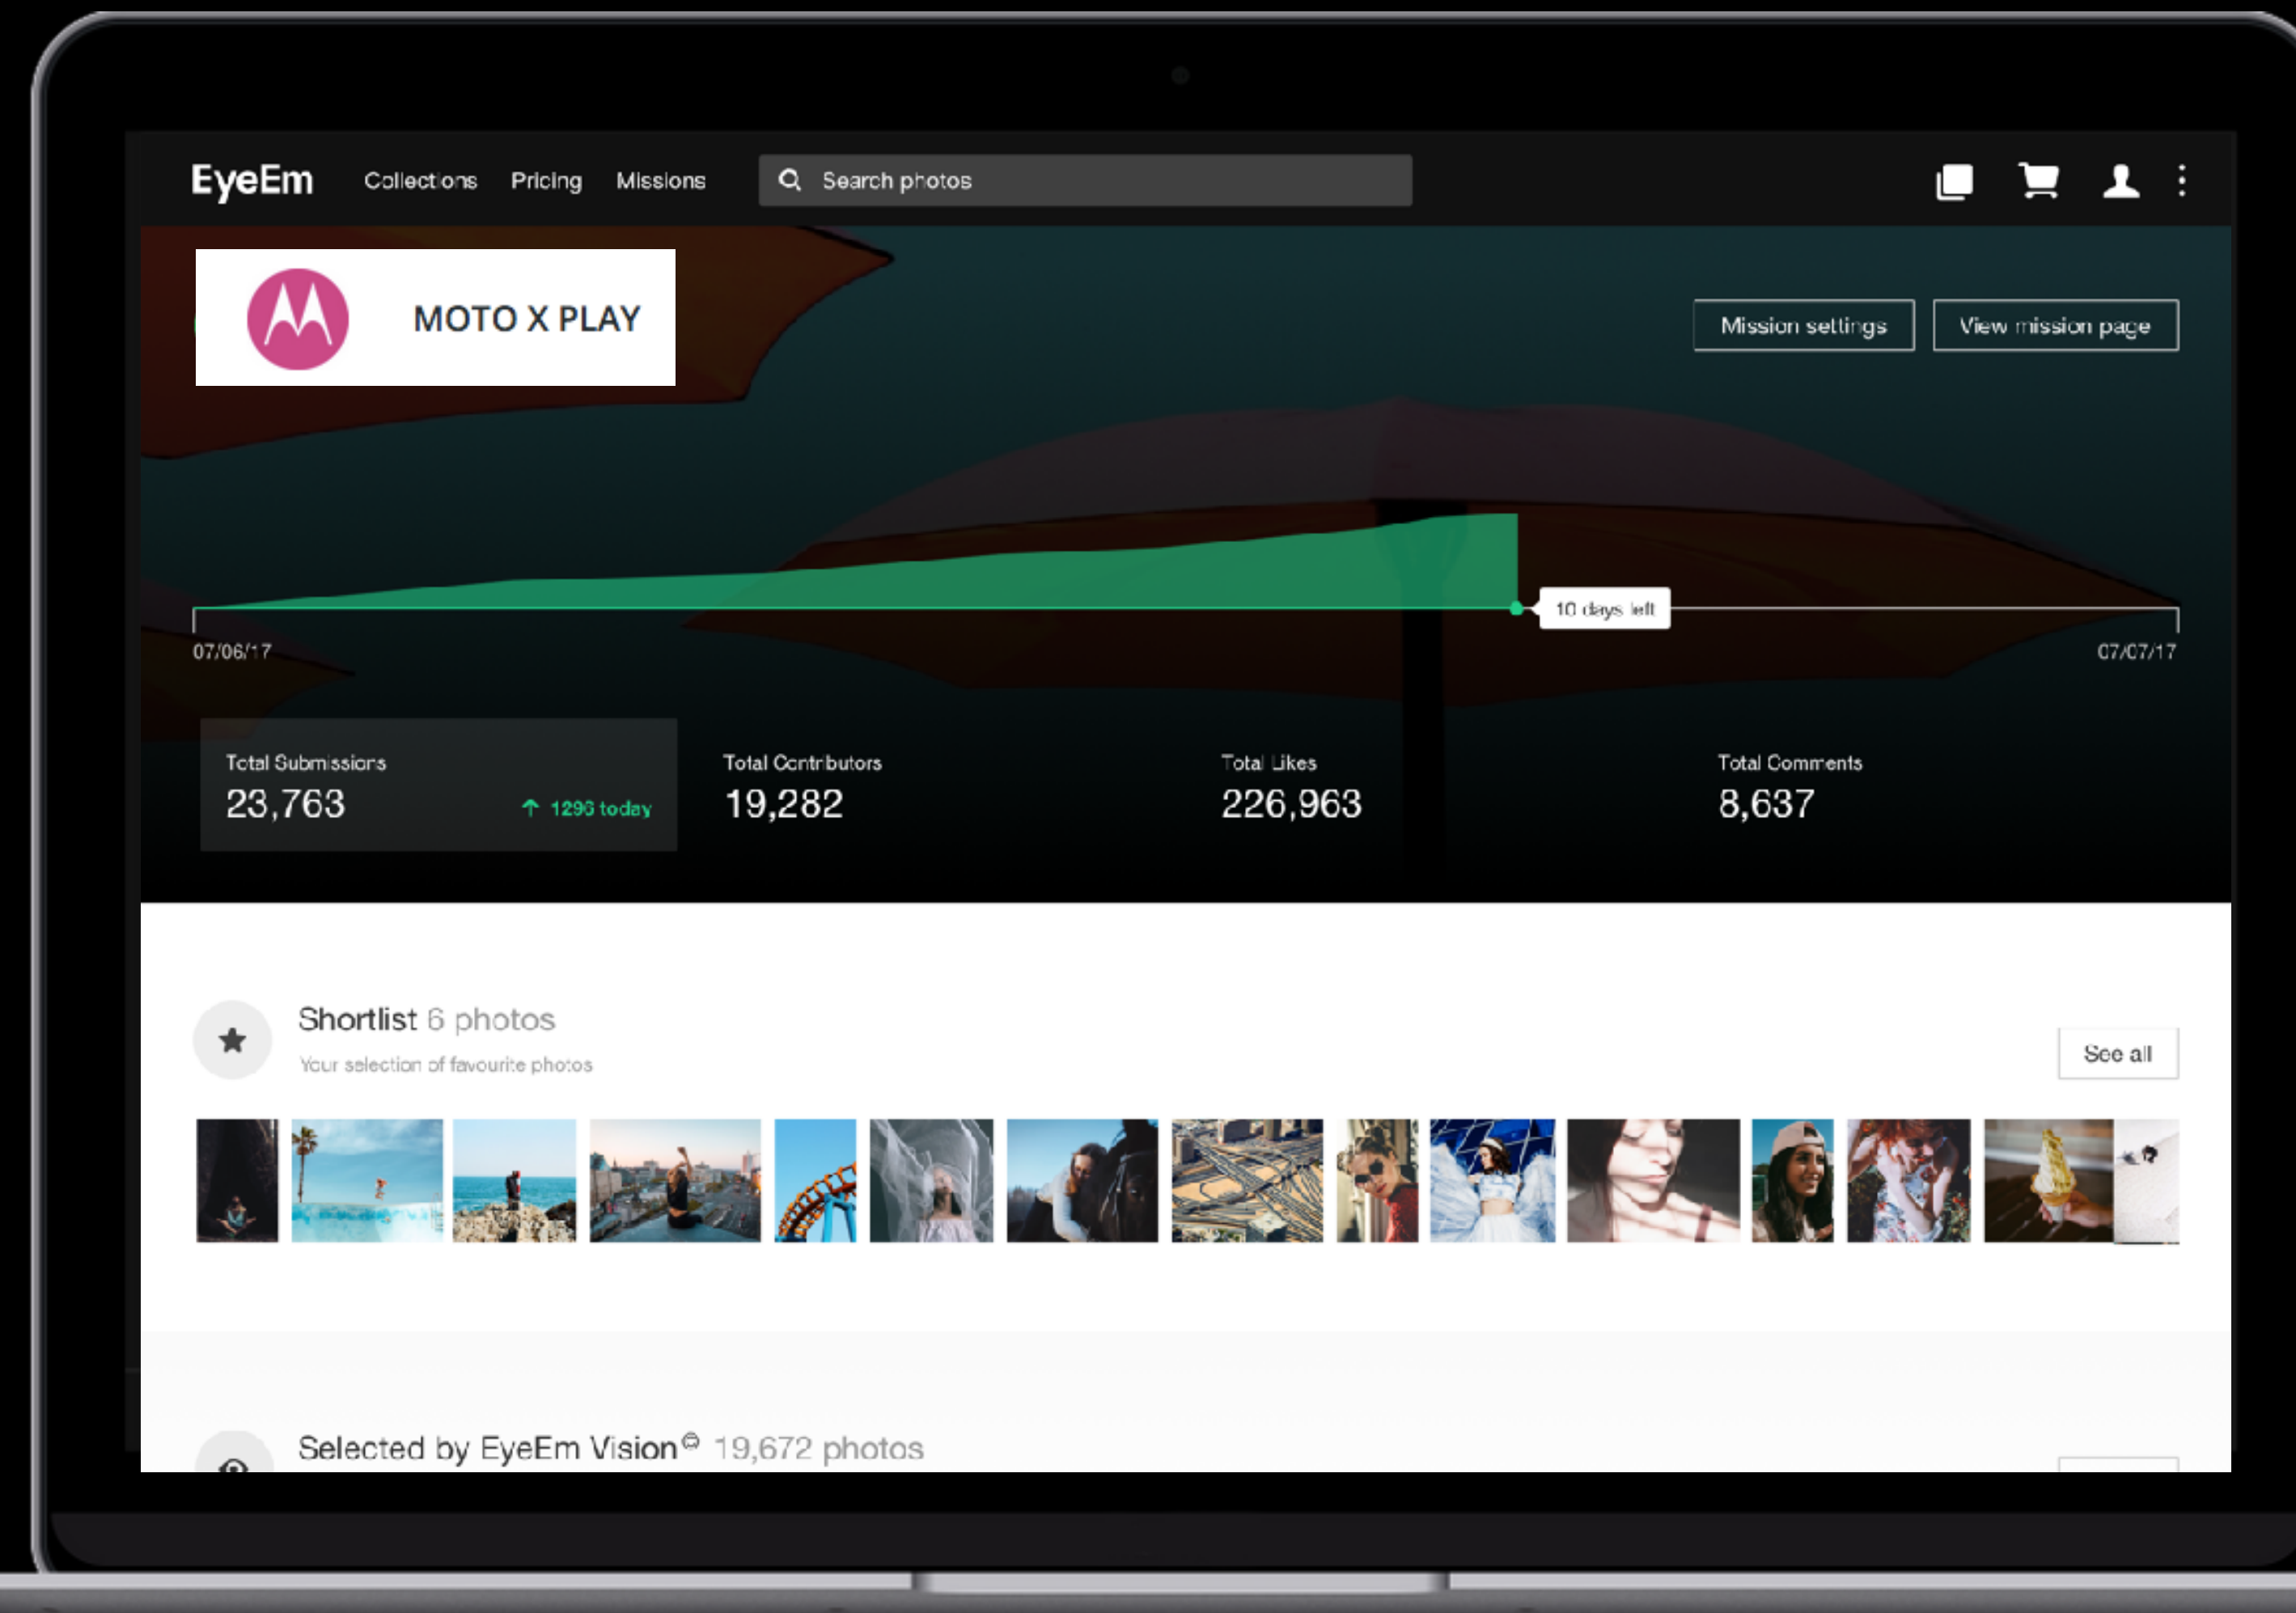 EyeEm Collections Pricing Missions Search photos
MOTO X PLAY
Mission settings View mission page
10 days left
07/06/17 07/07/17
Total Submissions Total Contributors Total Likes Total Comments
23,763 ↑ 1296 today 19,282 226,963 8,637
Shortlist 6 photos
Your selection of favourite photos
See all
Selected by EyeEm Vision© 19,672 photos